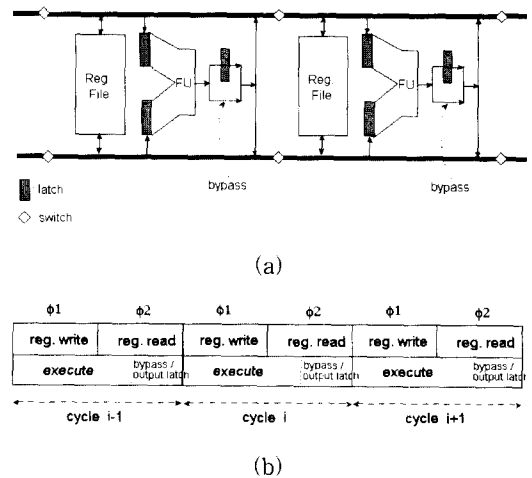 Reg.
File
FU
bypass
Reg.
File
FU
bypass
latch
switch
(a)
ϕ1 ϕ2 ϕ1 ϕ2 ϕ1 ϕ2
reg. write reg. read reg. write reg. read reg. write reg. read
execute bypass / output latch execute bypass / output latch execute bypass / output latch
cycle i-1 cycle i cycle i+1
(b)